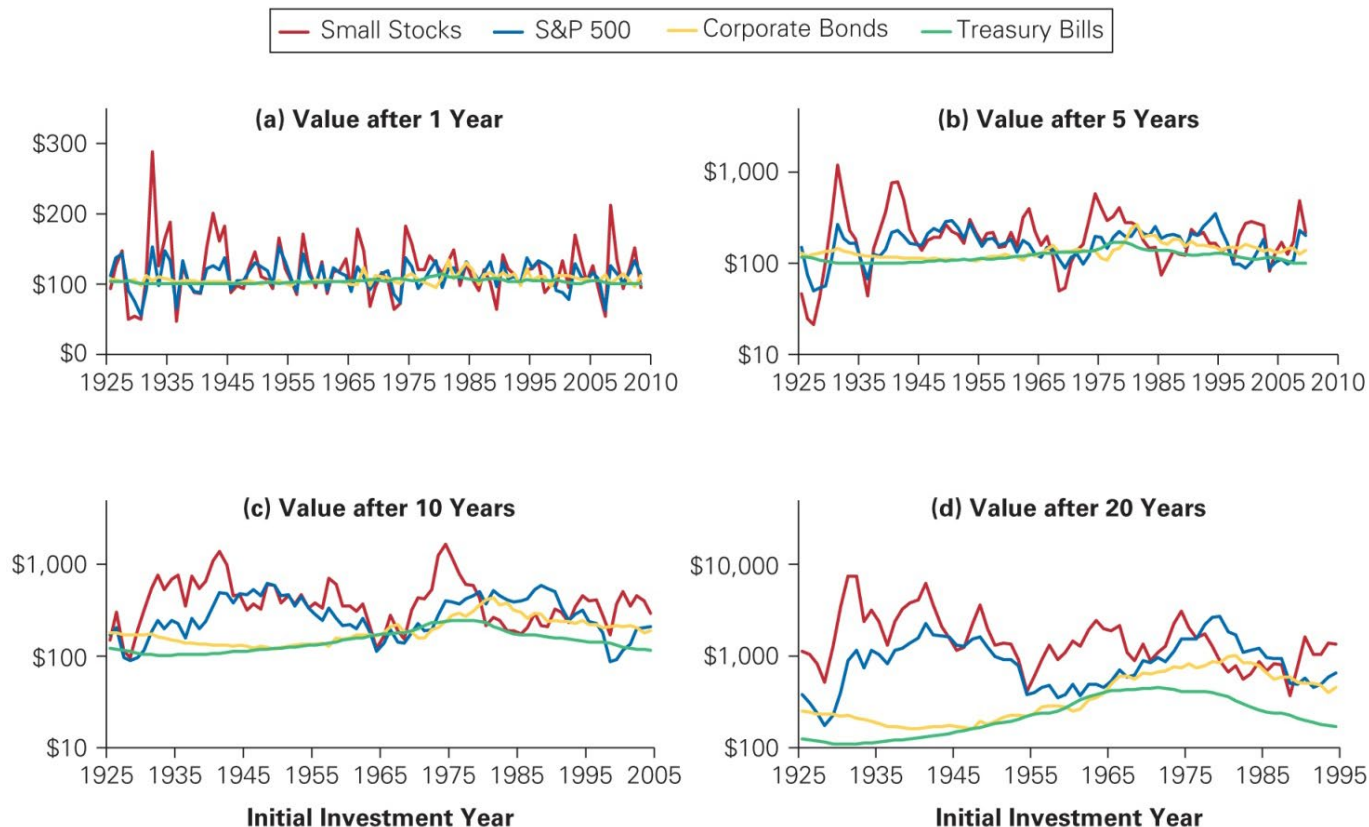 Small Stocks S&P 500 Corporate Bonds Treasury Bills
(a) Value after 1 Year
$300
$200
$100
$0
1925 1935 1945 1955 1965 1975 1985 1995 2005 2010
(b) Value after 5 Years
$1,000
$100
$10
1925 1935 1945 1955 1965 1975 1985 1995 2005 2010
(c) Value after 10 Years
$1,000
$100
$10
1925 1935 1945 1955 1965 1975 1985 1995 2005
Initial Investment Year
(d) Value after 20 Years
$10,000
$1,000
$100
1925 1935 1945 1955 1965 1975 1985 1995
Initial Investment Year